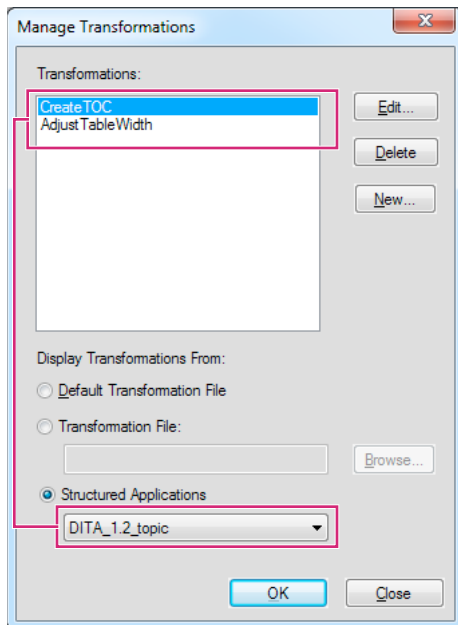 Manage Transformations
Transformations:
CreateTOC
AdjustTableWidth
Edit...
Delete
New...
Display Transformations From:
Default Transformation File
Transformation File:
Browse...
Structured Applications
DITA_1.2_topic
OK
Close